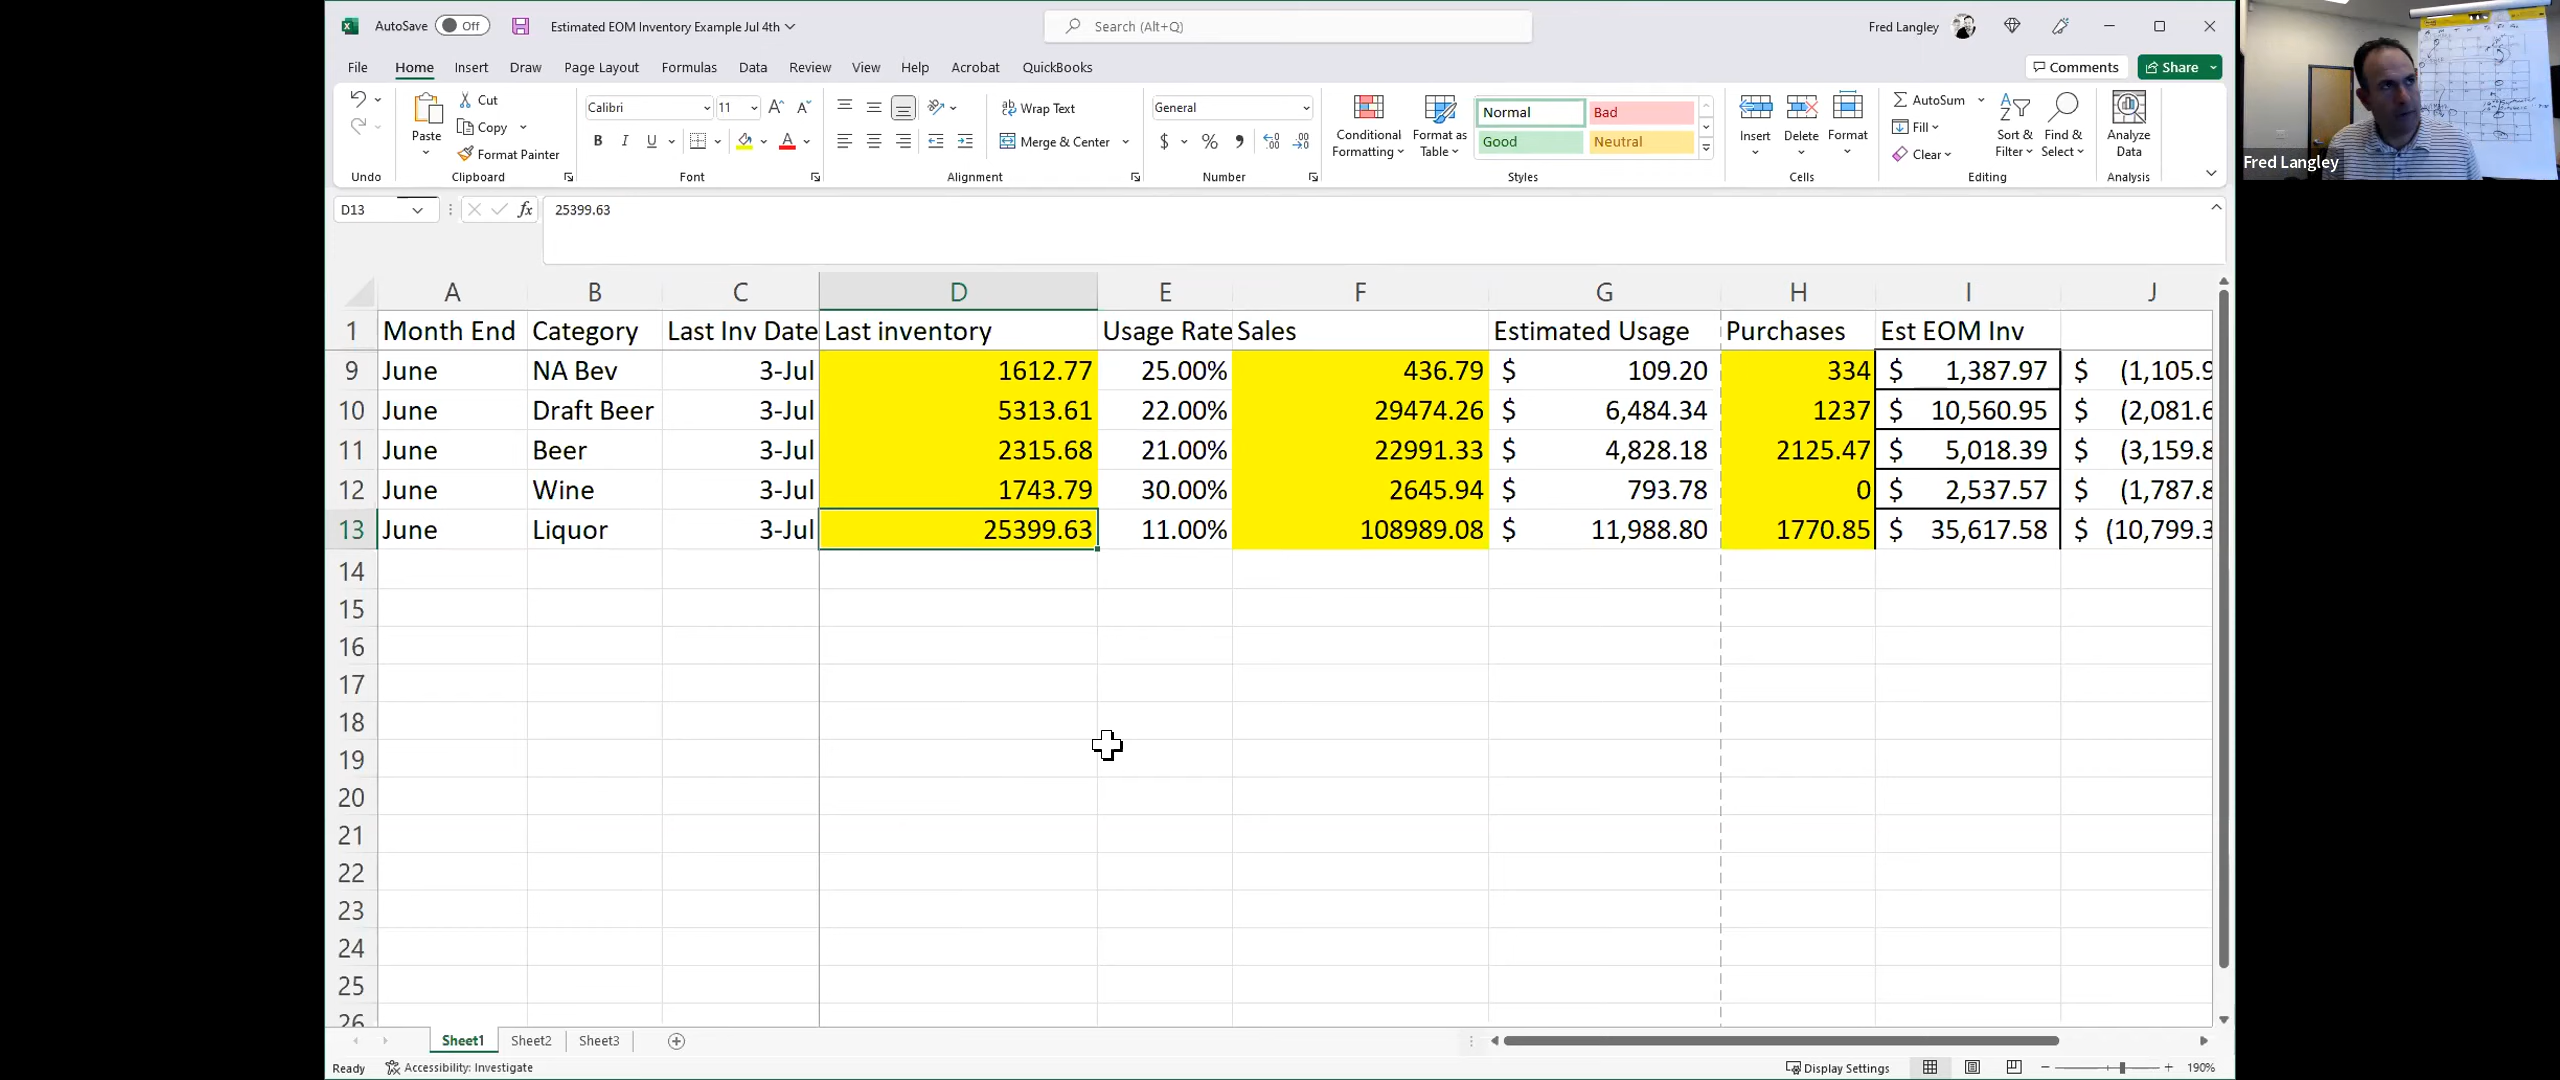 AutoSave Off Estimated EOM Inventory Example Jul 4th Search (Alt+Q) Fred Langley
File Home Insert Draw Page Layout Formulas Data Review View Help Acrobat QuickBooks Comments Share
Cut
Copy
Format Painter
Paste
Calibri 11
B I U
Wrap Text
Merge & Center
General
$ %
Conditional Formatting
Format as Table
Normal Bad
Good Neutral
Insert Delete Format
AutoSum
Fill
Clear
Sort & Filter
Find & Select
Analyze Data
Undo Clipboard Font Alignment Number Styles Cells Editing Analysis
Fred Langley
D13 fx 25399.63
A B C D E F G H I J
1 Month End Category Last Inv Date Last inventory Usage Rate Sales Estimated Usage Purchases Est EOM Inv
9 June NA Bev 3-Jul 1612.77 25.00% 436.79 $ 109.20 334 $ 1,387.97 $ (1,105.9
10 June Draft Beer 3-Jul 5313.61 22.00% 29474.26 $ 6,484.34 1237 $ 10,560.95 $ (2,081.6
11 June Beer 3-Jul 2315.68 21.00% 22991.33 $ 4,828.18 2125.47 $ 5,018.39 $ (3,159.8
12 June Wine 3-Jul 1743.79 30.00% 2645.94 $ 793.78 0 $ 2,537.57 $ (1,787.8
13 June Liquor 3-Jul 25399.63 11.00% 108989.08 $ 11,988.80 1770.85 $ 35,617.58 $ (10,799.3
14
15
16
17
18
19
20
21
22
23
24
25
26
Sheet1 Sheet2 Sheet3
Ready Accessibility: Investigate Display Settings 190%